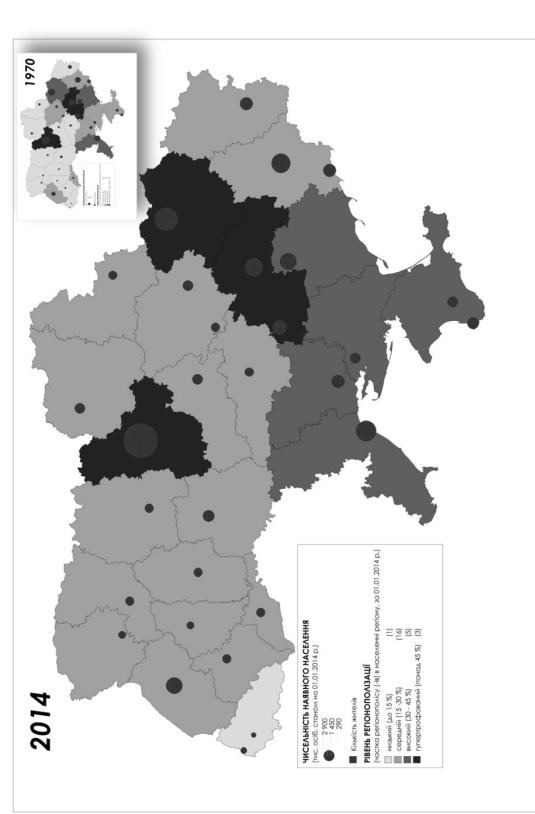 2014
1970
ЧИСЕЛЬНІСТЬ НАЯВНОГО НАСЕЛЕННЯ
(тис. осіб, станом на 01.01.2014 р.)
2 900
1 450
290
Кількість жителів
РІВЕНЬ РЕГІОНОПОЛІЗАЦІЇ
(частка регіонополісу (-ів) в населенні регіону, за 01.01.2014 р.)
низький (до 15 %) (1)
середній (15 -30 %) (16)
високий (30 - 45 %) (5)
гупертрофований (понад 45 %) (3)